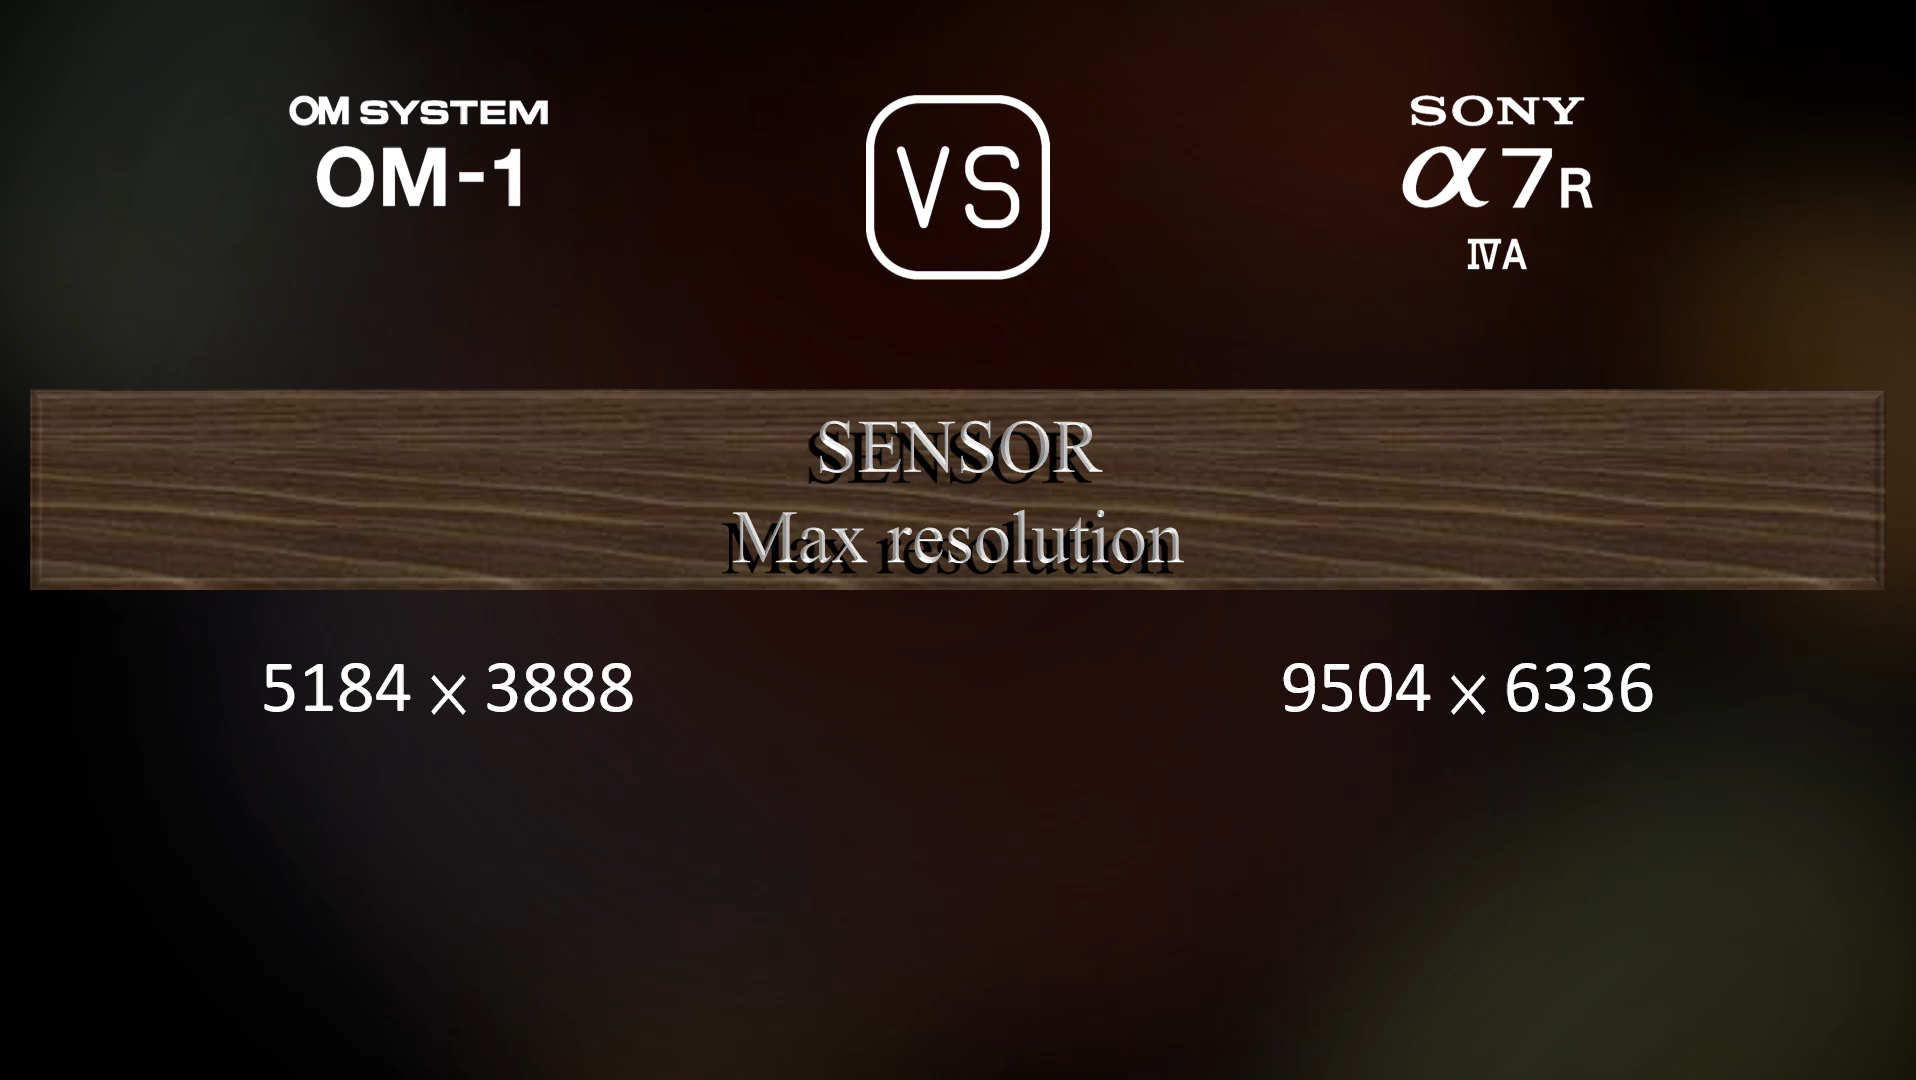 OM SYSTEM
OM-1
VS
SONY
α7R
IVA
SENSOR
Max resolution
5184 x 3888
9504 x 6336